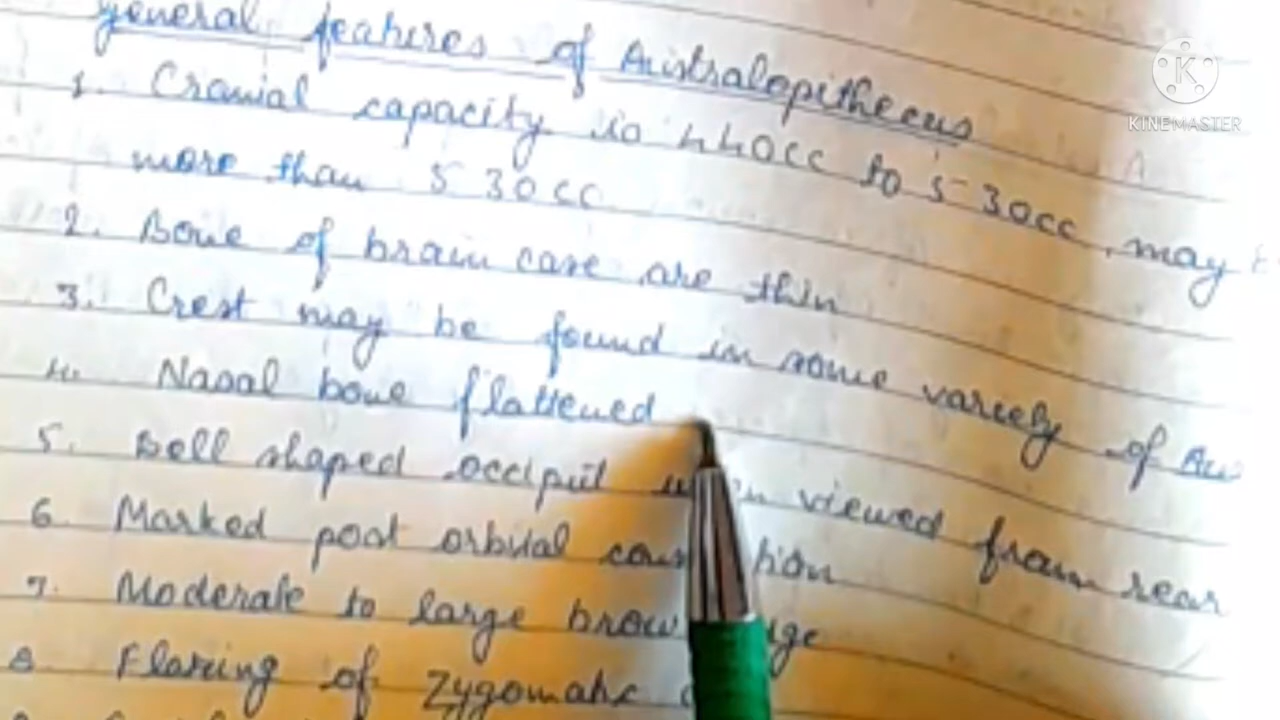 general features of Australopithecus
1. Cranial capacity is 440cc to 530cc, may
more than 530cc
2. Bone of brain case are thin
3. Crest may be found in some variety of Au
4. Nasal bone flattened
5. Bell shaped occiput viewed from rear
6. Marked post orbital
7. Moderate to large brow
8. Flaring of Zygomatic
K
KINEMASTER